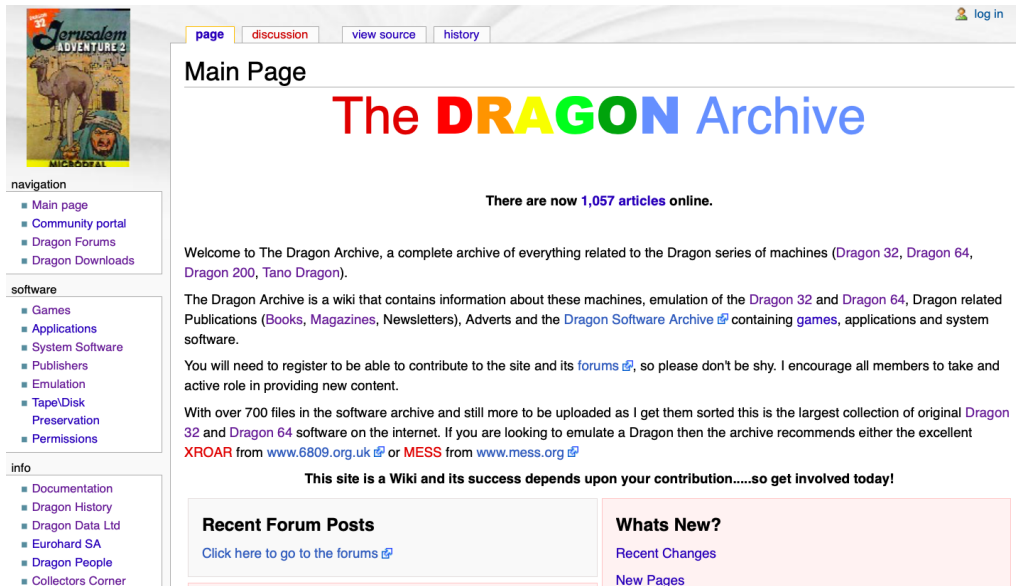 DRAGON 32
Jerusalem
ADVENTURE 2
MICRODEAL
log in
page
discussion
view source
history
Main Page
The DRAGON Archive
There are now 1,057 articles online.
navigation
Main page
Community portal
Dragon Forums
Dragon Downloads
software
Games
Applications
System Software
Publishers
Emulation
Tape\Disk
Preservation
Permissions
info
Documentation
Dragon History
Dragon Data Ltd
Eurohard SA
Dragon People
Collectors Corner
Welcome to The Dragon Archive, a complete archive of everything related to the Dragon series of machines (Dragon 32, Dragon 64,
Dragon 200, Tano Dragon).
The Dragon Archive is a wiki that contains information about these machines, emulation of the Dragon 32 and Dragon 64, Dragon related
Publications (Books, Magazines, Newsletters), Adverts and the Dragon Software Archive containing games, applications and system
software.
You will need to register to be able to contribute to the site and its forums, so please don't be shy. I encourage all members to take and
active role in providing new content.
With over 700 files in the software archive and still more to be uploaded as I get them sorted this is the largest collection of original Dragon
32 and Dragon 64 software on the internet. If you are looking to emulate a Dragon then the archive recommends either the excellent
XROAR from www.6809.org.uk or MESS from www.mess.org
This site is a Wiki and its success depends upon your contribution.....so get involved today!
Recent Forum Posts
Click here to go to the forums
Whats New?
Recent Changes
New Pages